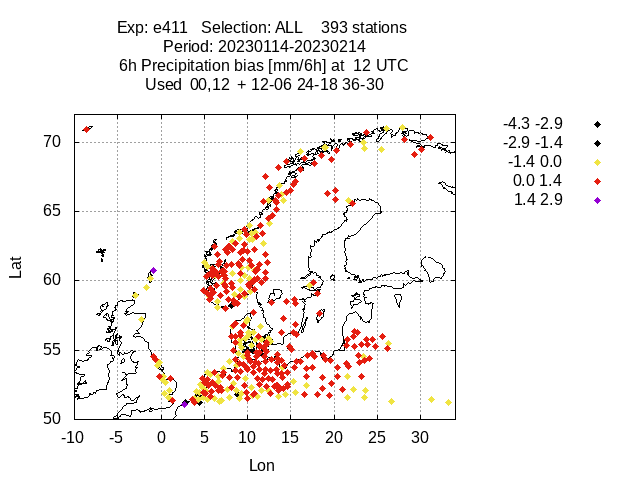 Exp: e411 Selection: ALL 393 stations
Period: 20230114-20230214
6h Precipitation bias [mm/6h] at 12 UTC
Used 00,12 + 12-06 24-18 36-30
-4.3 -2.9
-2.9 -1.4
-1.4 0.0
0.0 1.4
1.4 2.9
70
65
60
55
50
Lat
-10 -5 0 5 10 15 20 25 30
Lon